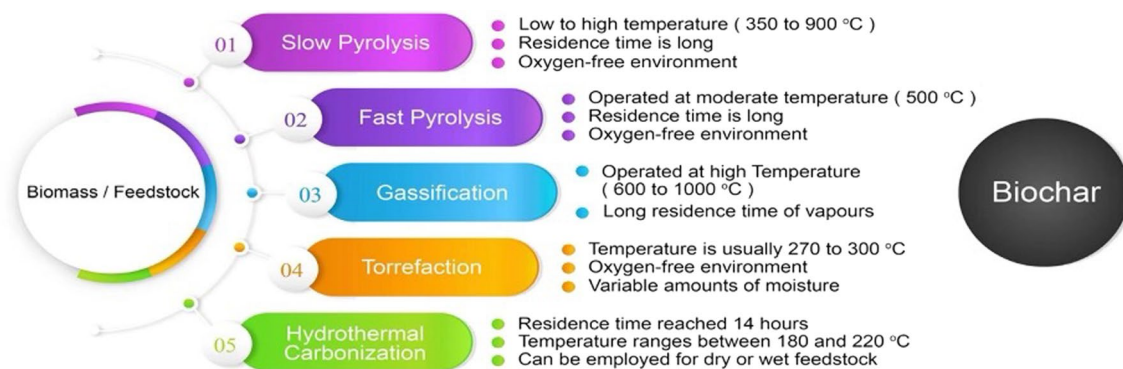 Biomass / Feedstock
01
Slow Pyrolysis
Low to high temperature ( 350 to 900 °C )
Residence time is long
Oxygen-free environment
02
Fast Pyrolysis
Operated at moderate temperature ( 500 °C )
Residence time is long
Oxygen-free environment
03
Gassification
Operated at high Temperature
( 600 to 1000 °C )
Long residence time of vapours
04
Torrefaction
Temperature is usually 270 to 300 °C
Oxygen-free environment
Variable amounts of moisture
05
Hydrothermal
Carbonization
Residence time reached 14 hours
Temperature ranges between 180 and 220 °C
Can be employed for dry or wet feedstock
Biochar